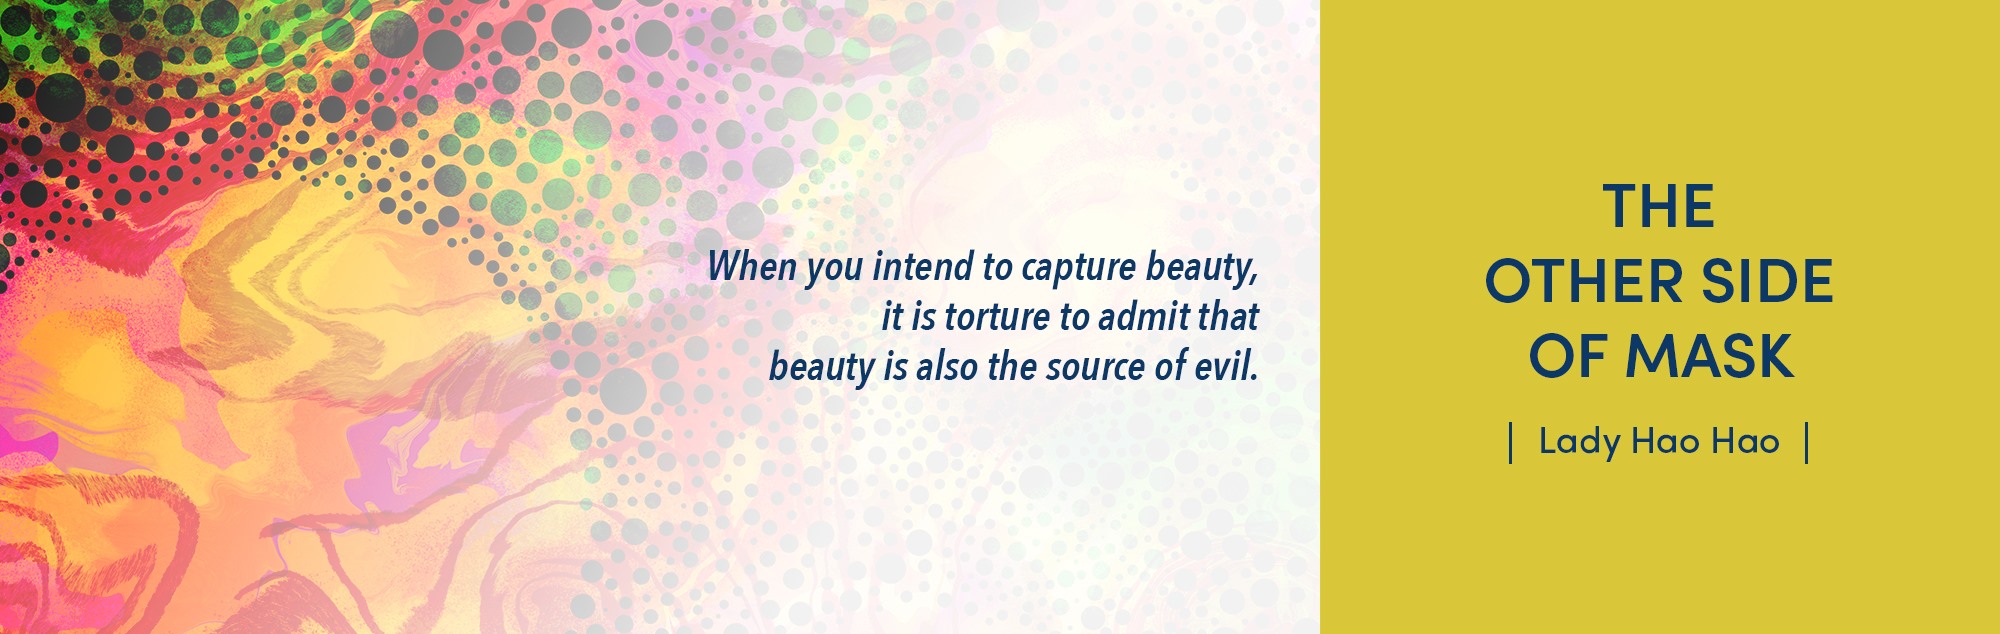 When you intend to capture beauty,
it is torture to admit that
beauty is also the source of evil.
THE
OTHER SIDE
OF MASK
| Lady Hao Hao |